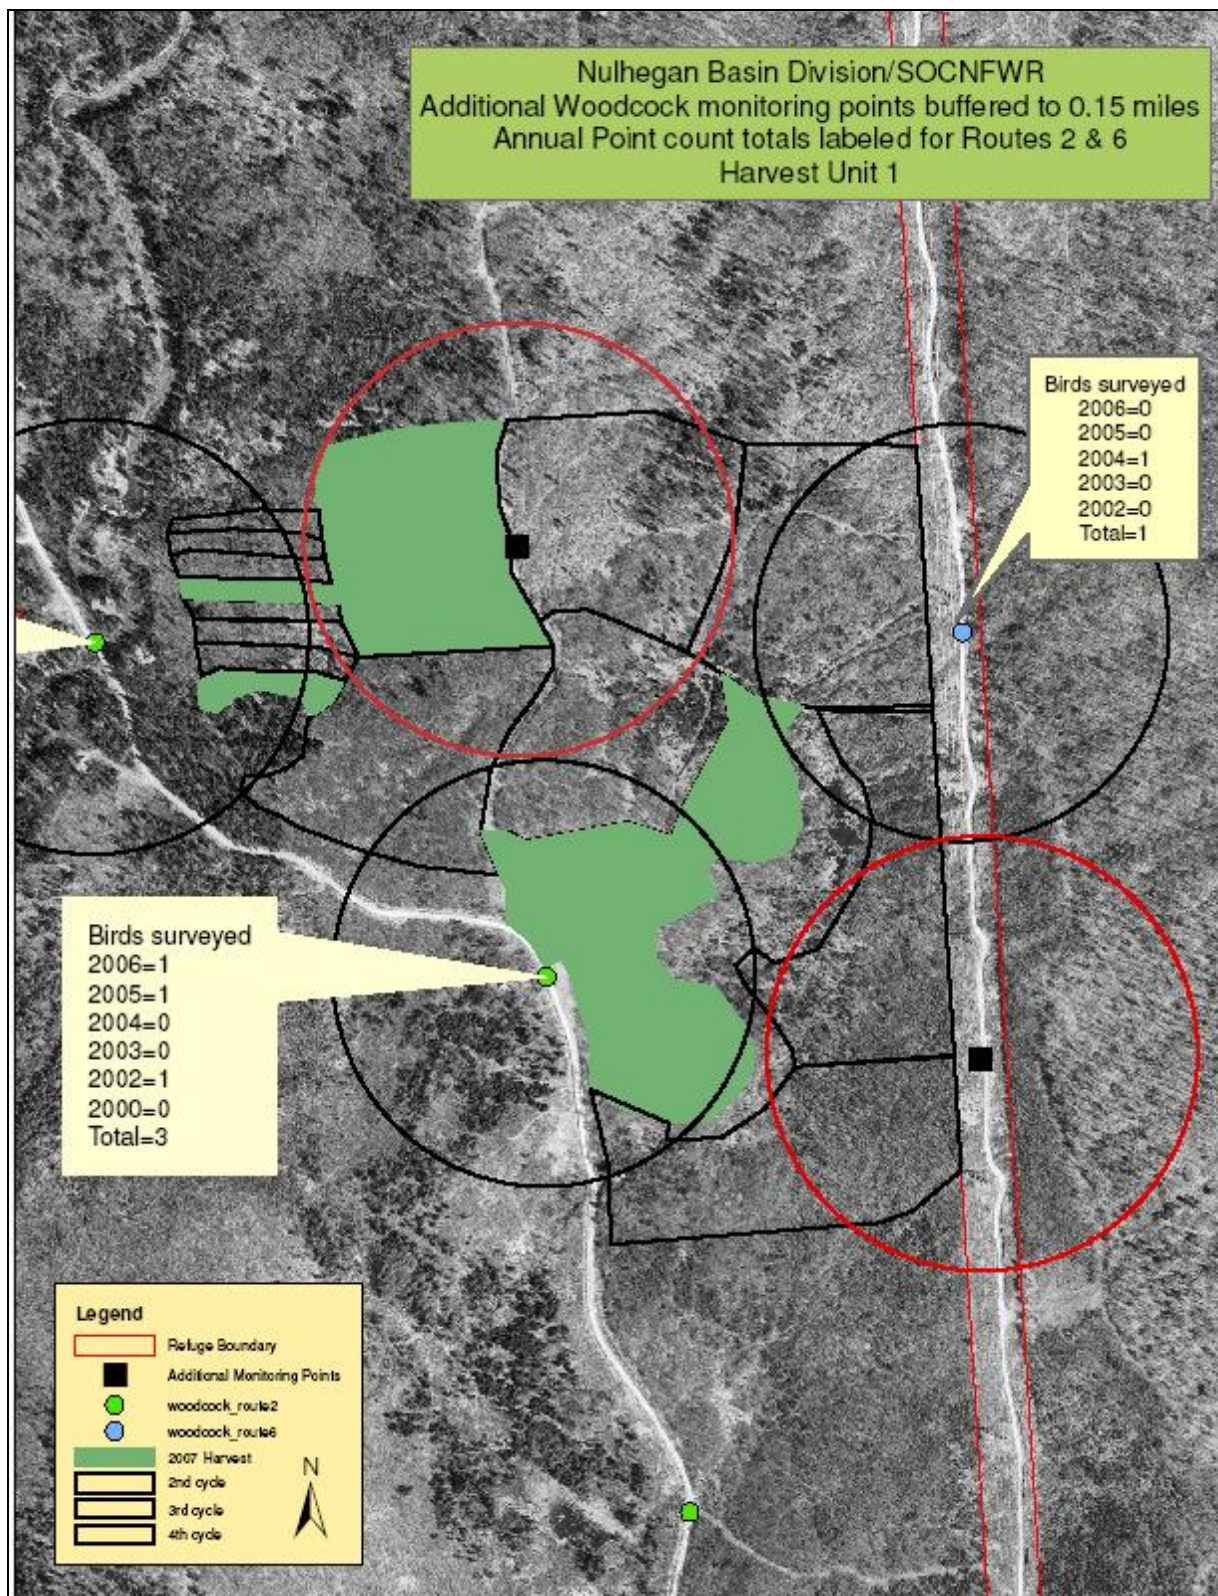 Nulhegan Basin Division/SOCNFWR
Additional Woodcock monitoring points buffered to 0.15 miles
Annual Point count totals labeled for Routes 2 & 6
Harvest Unit 1
Birds surveyed
2006=0
2005=0
2004=1
2003=0
2002=0
Total=1
Birds surveyed
2006=1
2005=1
2004=0
2003=0
2002=1
2000=0
Total=3
Legend
Refuge Boundary
Additional Monitoring Points
woodcock_route2
woodcock_route6
2007 Harvest
2nd cycle
3rd cycle
4th cycle
N